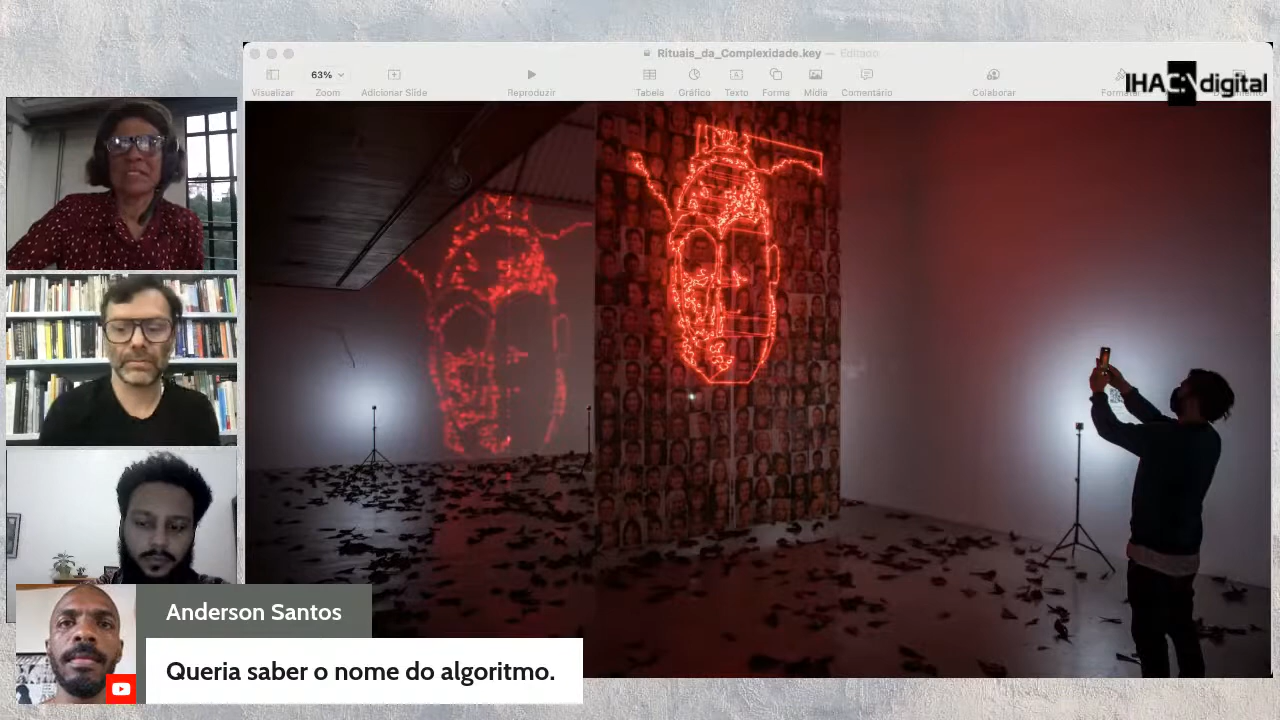 Rituais_da_Complexidade.key — Editado
63%
Visualizar
Zoom
Adicionar Slide
Reproduzir
Tabela
Gráfico
Texto
Forma
Mídia
Comentário
Colaborar
IHAC digital
Anderson Santos
Queria saber o nome do algoritmo.